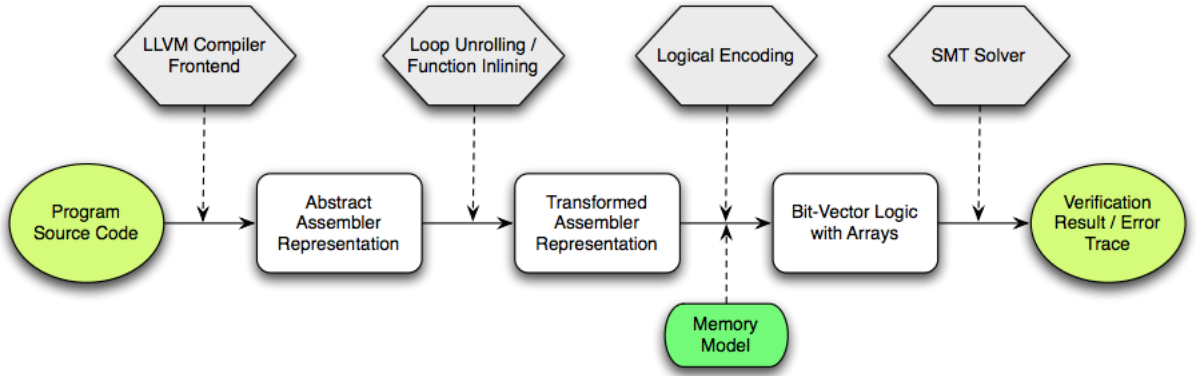 LLVM Compiler
Frontend
Loop Unrolling /
Function Inlining
Logical Encoding
SMT Solver
Program
Source Code
Abstract
Assembler
Representation
Transformed
Assembler
Representation
Bit-Vector Logic
with Arrays
Verification
Result / Error
Trace
Memory
Model